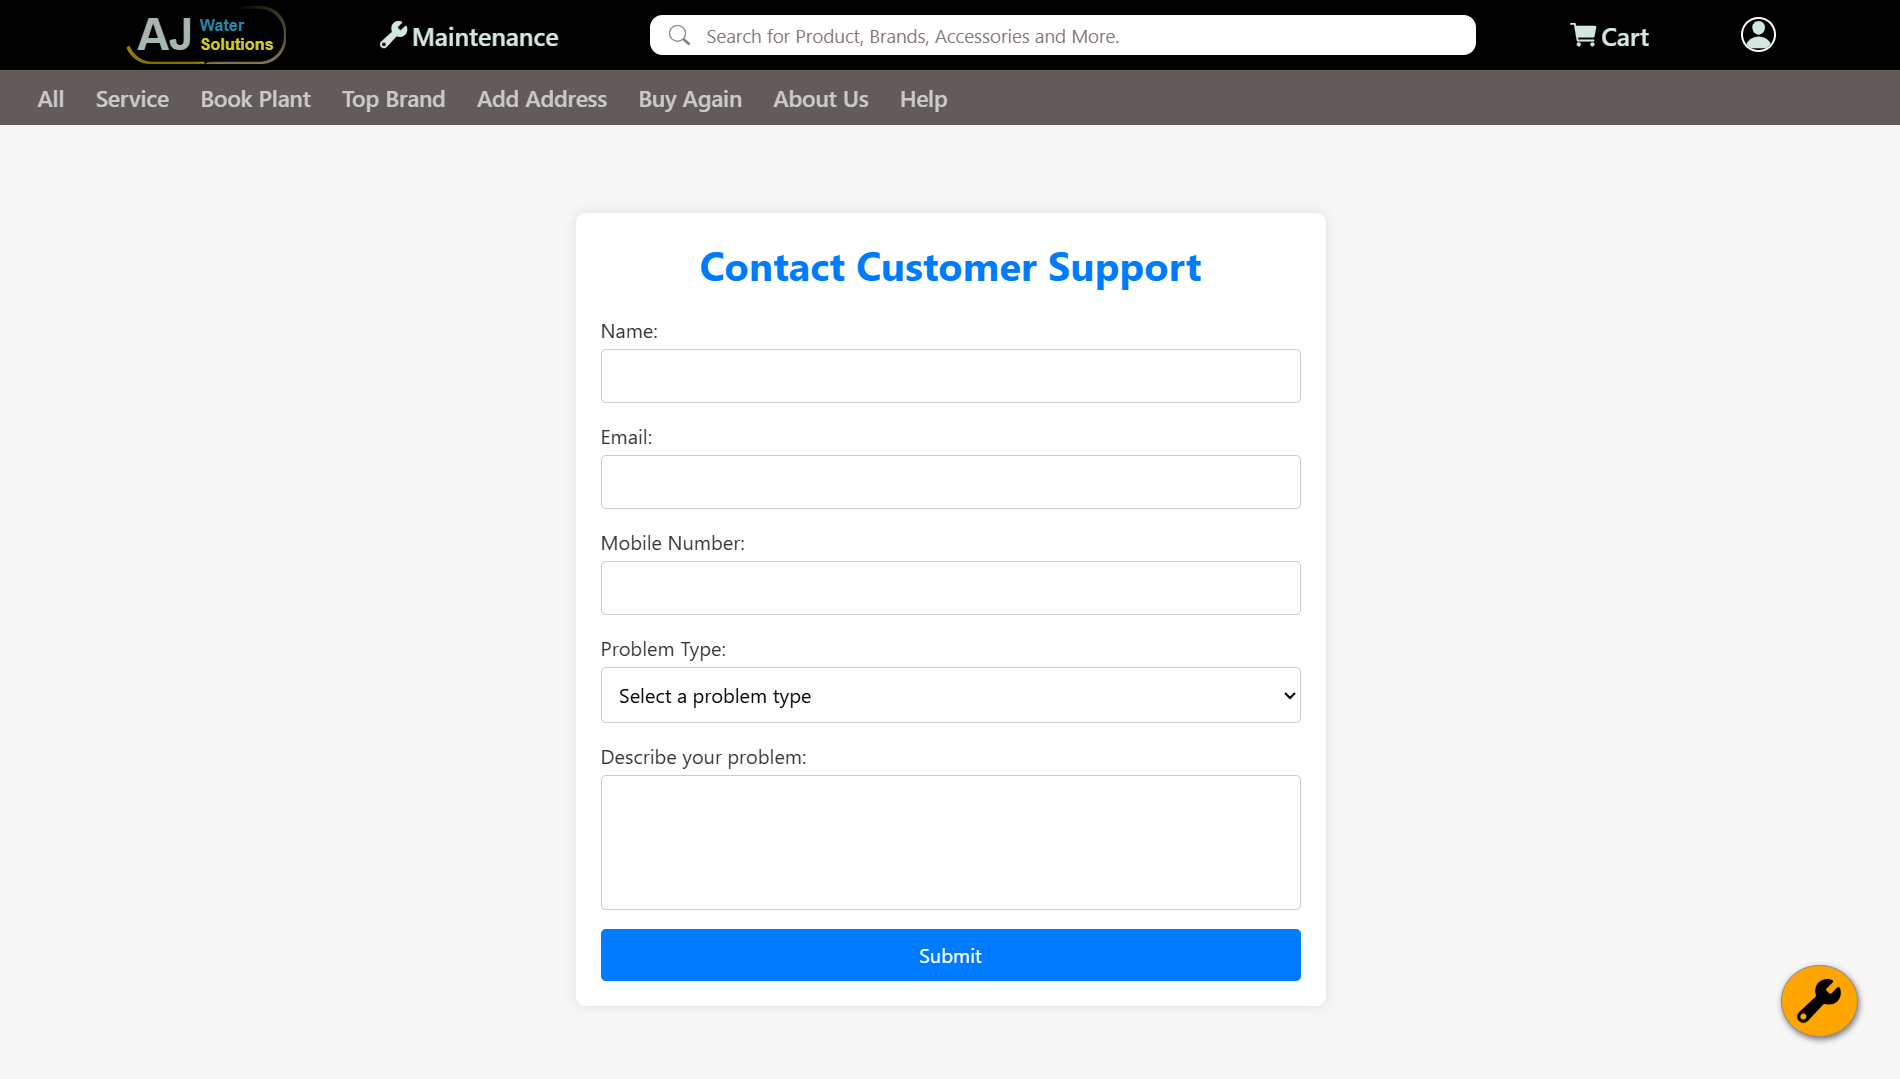 AJ Water Solutions
Maintenance
Search for Product, Brands, Accessories and More.
Cart
All Service Book Plant Top Brand Add Address Buy Again About Us Help
Contact Customer Support
Name:
Email:
Mobile Number:
Problem Type:
Select a problem type
Describe your problem:
Submit